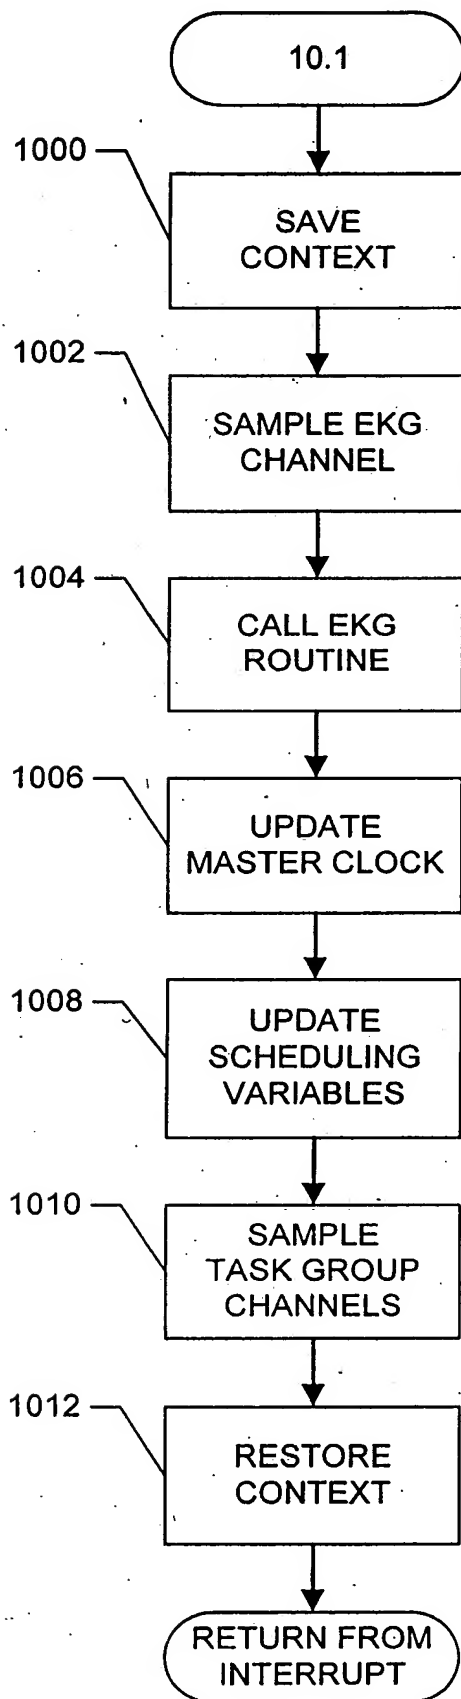 10.1
1000
SAVE
CONTEXT
1002
SAMPLE EKG
CHANNEL
1004
CALL EKG
ROUTINE
1006
UPDATE
MASTER CLOCK
1008
UPDATE
SCHEDULING
VARIABLES
1010
SAMPLE
TASK GROUP
CHANNELS
1012
RESTORE
CONTEXT
RETURN FROM
INTERRUPT